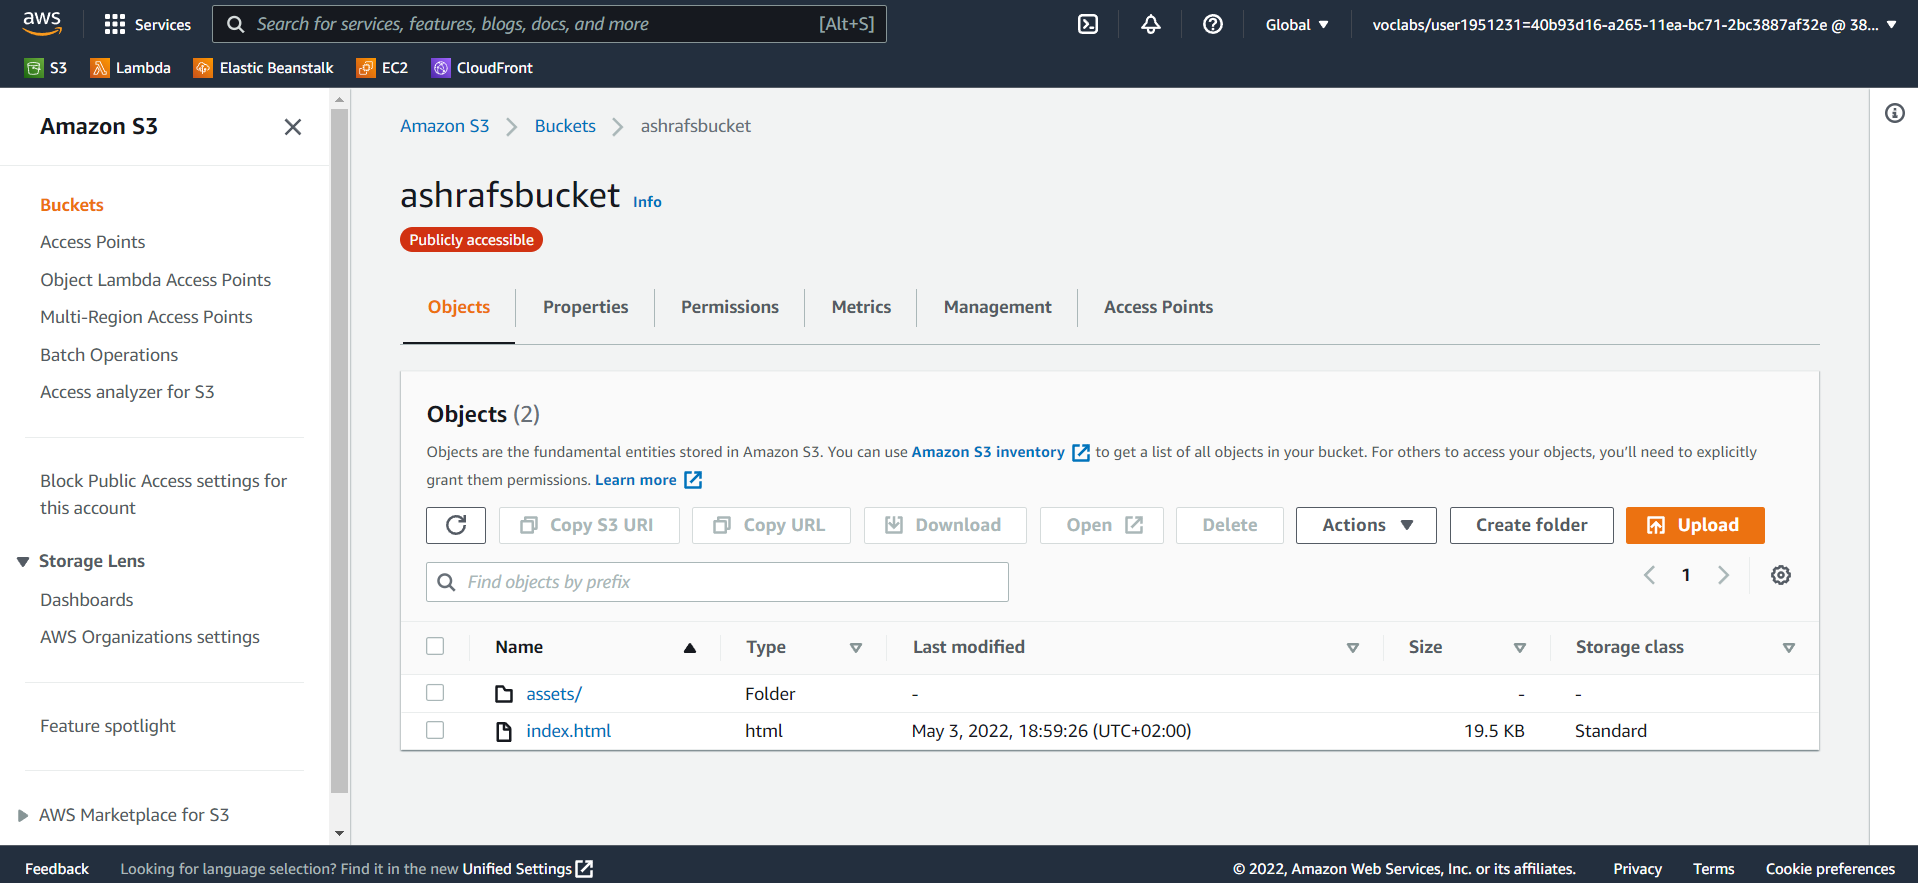 aws
Services
Search for services, features, blogs, docs, and more [Alt+S]
Global
voclabs/user1951231=40b93d16-a265-11ea-bc71-2bc3887af32e @ 38...
S3 Lambda Elastic Beanstalk EC2 CloudFront
Amazon S3
Buckets
Access Points
Object Lambda Access Points
Multi-Region Access Points
Batch Operations
Access analyzer for S3
Block Public Access settings for
this account
Storage Lens
Dashboards
AWS Organizations settings
Feature spotlight
AWS Marketplace for S3
Amazon S3 Buckets ashrafsbucket
ashrafsbucket Info
Publicly accessible
Objects Properties Permissions Metrics Management Access Points
Objects (2)
Objects are the fundamental entities stored in Amazon S3. You can use Amazon S3 inventory to get a list of all objects in your bucket. For others to access your objects, you'll need to explicitly
grant them permissions. Learn more
Copy S3 URI Copy URL Download Open Delete Actions Create folder Upload
Find objects by prefix
1
Name Type Last modified Size Storage class
assets/ Folder - - -
index.html html May 3, 2022, 18:59:26 (UTC+02:00) 19.5 KB Standard
Feedback Looking for language selection? Find it in the new Unified Settings © 2022, Amazon Web Services, Inc. or its affiliates. Privacy Terms Cookie preferences